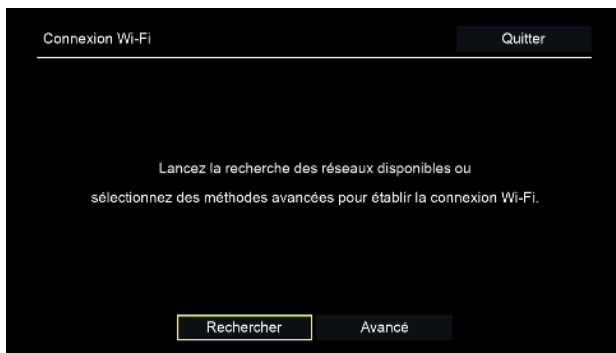 Connexion Wi-Fi
Quitter
Lancez la recherche des réseaux disponibles ou
sélectionnez des méthodes avancées pour établir la connexion Wi-Fi.
Rechercher
Avancé